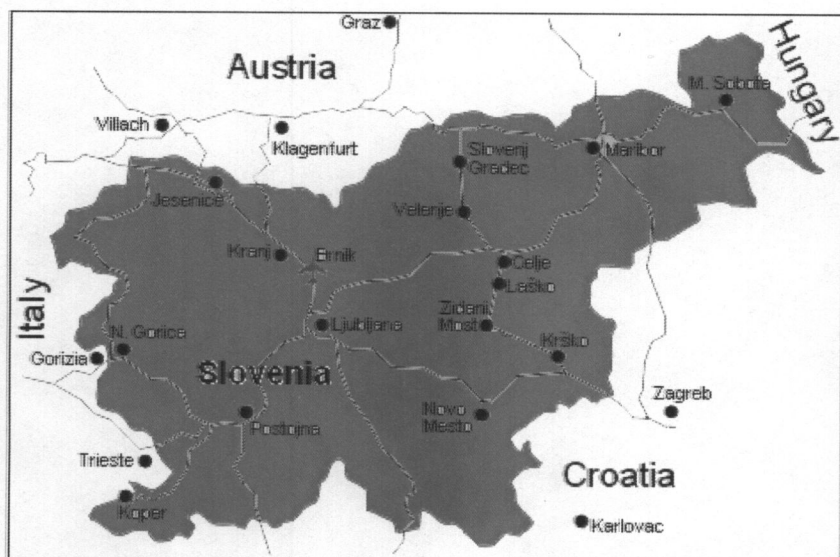 Graz
Austria
Hungary
M. Sobota
Villach
Klagenfurt
Slovenj
Gradec
Maribor
Jesenice
Velenje
Kranj
Brnik
Celje
Laško
Italy
Zidani
Most
Ljubljana
N. Gorica
Gorizia
Krško
Slovenia
Zagreb
Postojna
Novo
Mesto
Trieste
Croatia
Koper
Karlovac